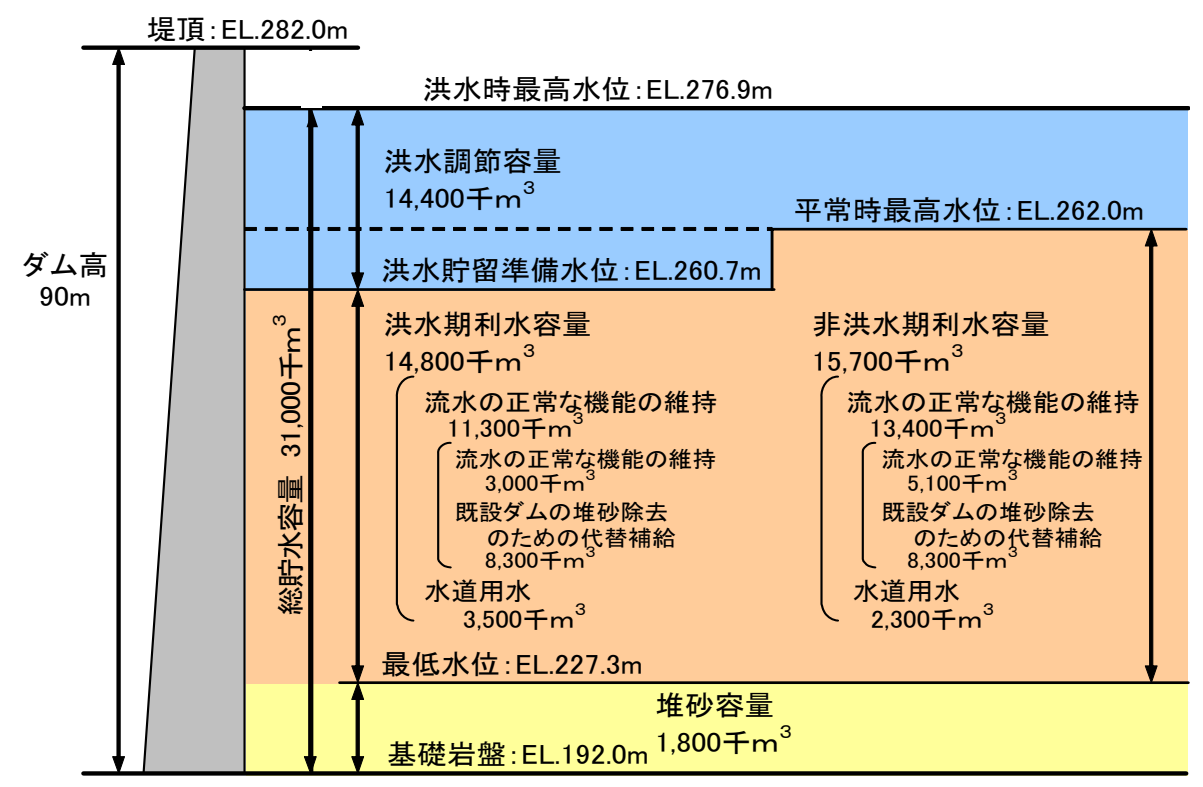 堤頂：EL.282.0m
洪水時最高水位：EL.276.9m
洪水調節容量
14,400千m³
平常時最高水位：EL.262.0m
ダム高
90m
洪水貯留準備水位：EL.260.7m
総貯水容量 31,000千m³
洪水期利水容量
14,800千m³
流水の正常な機能の維持
11,300千m³
流水の正常な機能の維持
3,000千m³
既設ダムの堆砂除去
のための代替補給
8,300千m³
水道用水
3,500千m³
非洪水期利水容量
15,700千m³
流水の正常な機能の維持
13,400千m³
流水の正常な機能の維持
5,100千m³
既設ダムの堆砂除去
のための代替補給
8,300千m³
水道用水
2,300千m³
最低水位：EL.227.3m
堆砂容量
1,800千m³
基礎岩盤：EL.192.0m